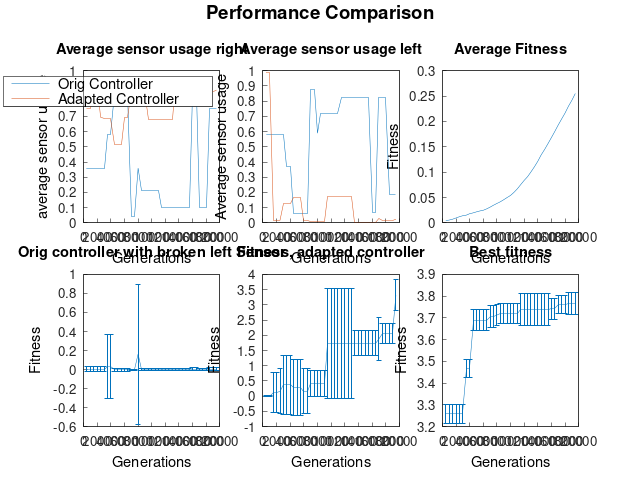 Performance Comparison
Average sensor usage right
Average sensor usage left
Average Fitness
Orig Controller
Adapted Controller
average sensor u
1
0.7
0.6
0.5
0.4
0.3
0.2
0.1
0
Generations
Average sensor usage
1
0.9
0.8
0.7
0.6
0.5
0.4
0.3
0.2
0.1
0
Generations
Fitness
0.3
0.25
0.2
0.15
0.1
0.05
0
Generations
Orig controller with broken left Sensor
Fitness, adapted controller
Best fitness
Fitness
1
0.8
0.6
0.4
0.2
0
-0.2
-0.4
-0.6
Generations
Fitness
4
3.5
3
2.5
2
1.5
1
0.5
0
-0.5
-1
Generations
Fitness
3.9
3.8
3.7
3.6
3.5
3.4
3.3
3.2
Generations